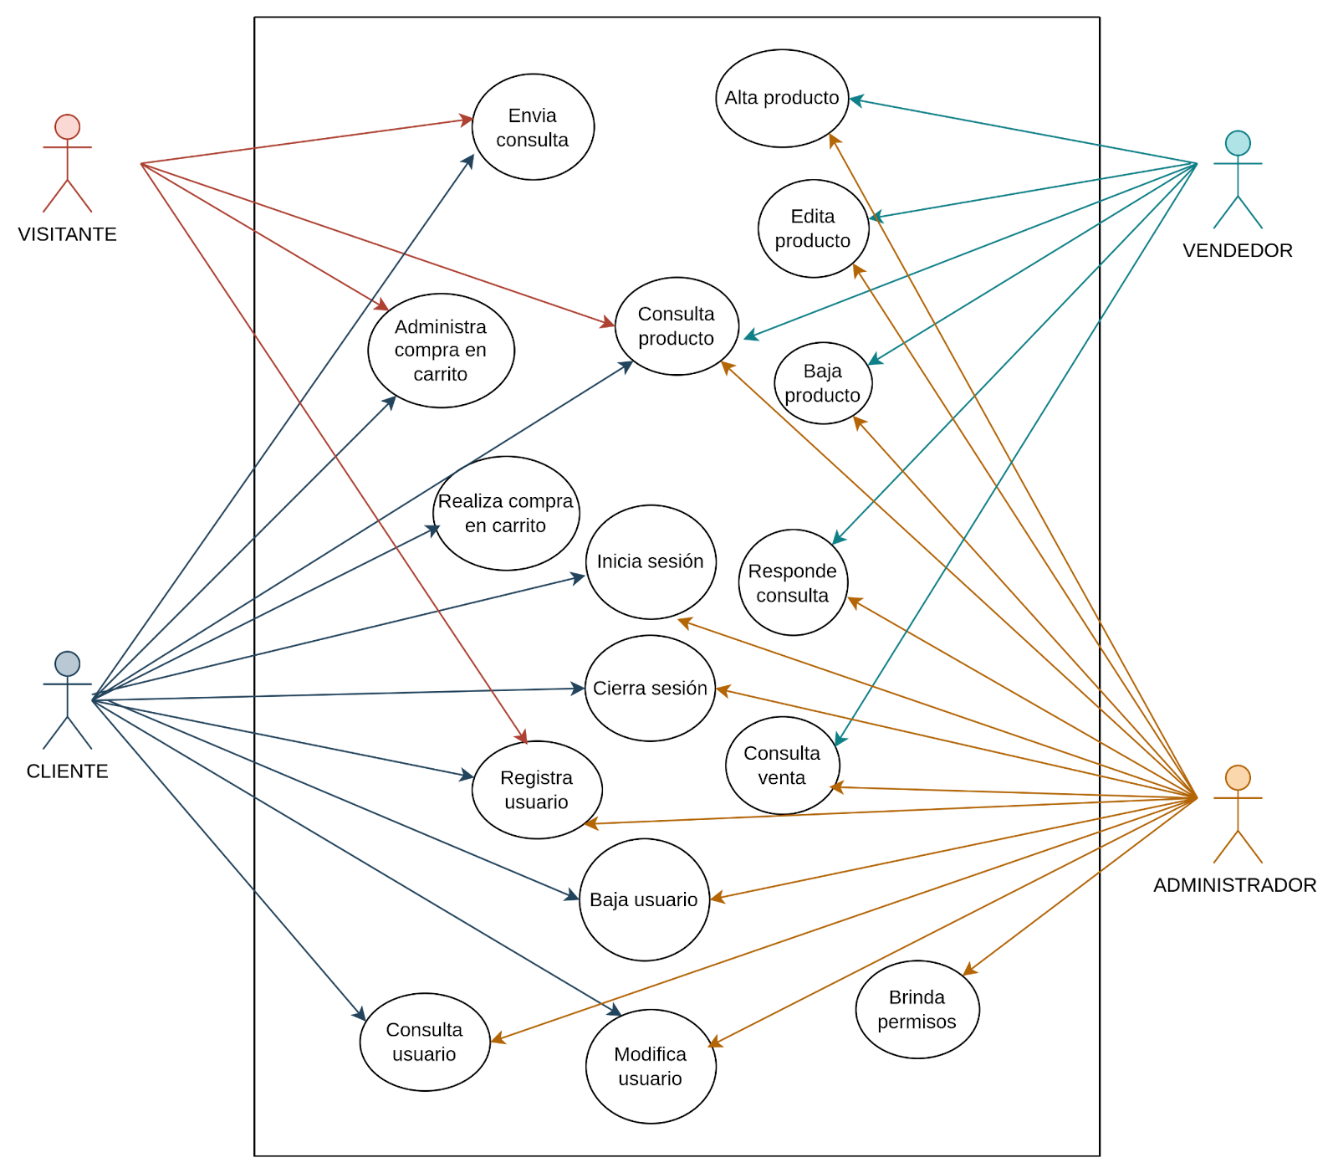 Alta producto
Envia
consulta
VISITANTE
Edita
producto
VENDEDOR
Consulta
producto
Administra
compra en
carrito
Baja
producto
Realiza compra
en carrito
Inicia sesión
Responde
consulta
Cierra sesión
CLIENTE
Consulta
venta
Registra
usuario
ADMINISTRADOR
Baja usuario
Brinda
permisos
Consulta
usuario
Modifica
usuario